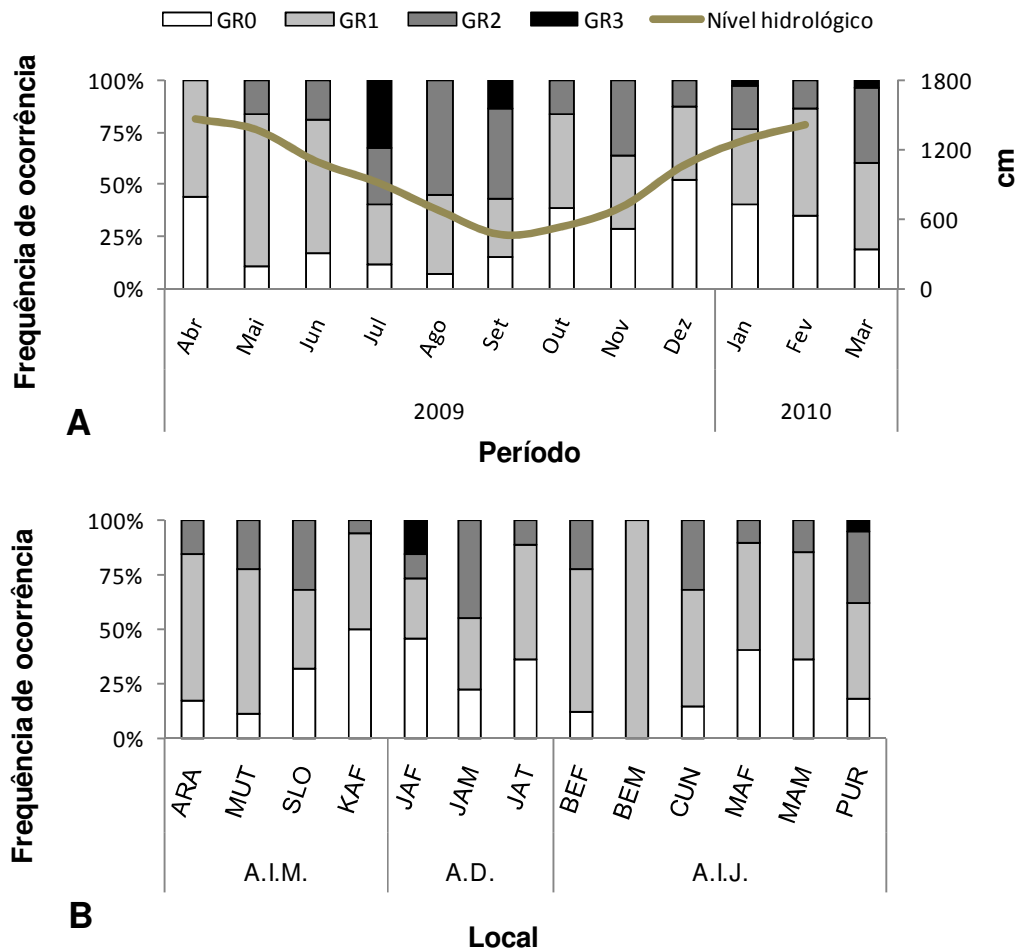 GR0 GR1 GR2 GR3 Nível hidrológico
Frequência de ocorrência
100%
75%
50%
25%
0%
1800
1200
600
0
cm
Abr Mai Jun Jul Ago Set Out Nov Dez Jan Fev Mar
2009 2010
A
Período
Frequência de ocorrência
100%
75%
50%
25%
0%
ARA MUT SLO KAF JAF JAM JAT BEF BEM CUN MAF MAM PUR
A.I.M. A.D. A.I.J.
B
Local